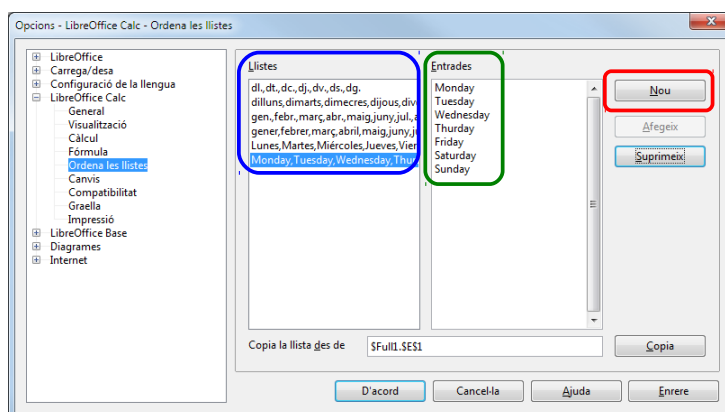 Opcions - LibreOffice Calc - Ordena les llistes
LibreOffice
Carrega/desa
Configuració de la llengua
LibreOffice Calc
General
Visualització
Càlcul
Fórmula
Ordena les llistes
Canvis
Compatibilitat
Graella
Impressió
LibreOffice Base
Diagrames
Internet
Llistes
dl.,dt.,dc.,dj.,dv.,ds.,dg.
dilluns,dimarts,dimecres,dijous,
gen.,febr.,març,abr.,maig,juny,jul.,
gener,febrer,març,abril,maig,juny,
Lunes,Martes,Miércoles,Jueves,
Monday,Tuesday,Wednesday,
Entrades
Monday
Tuesday
Wednesday
Thurday
Friday
Saturday
Sunday
Nou
Afegeix
Suprimeix
Copia la llista des de
$Full1.$E$1
Copia
D'acord
Cancel·la
Ajuda
Enrere